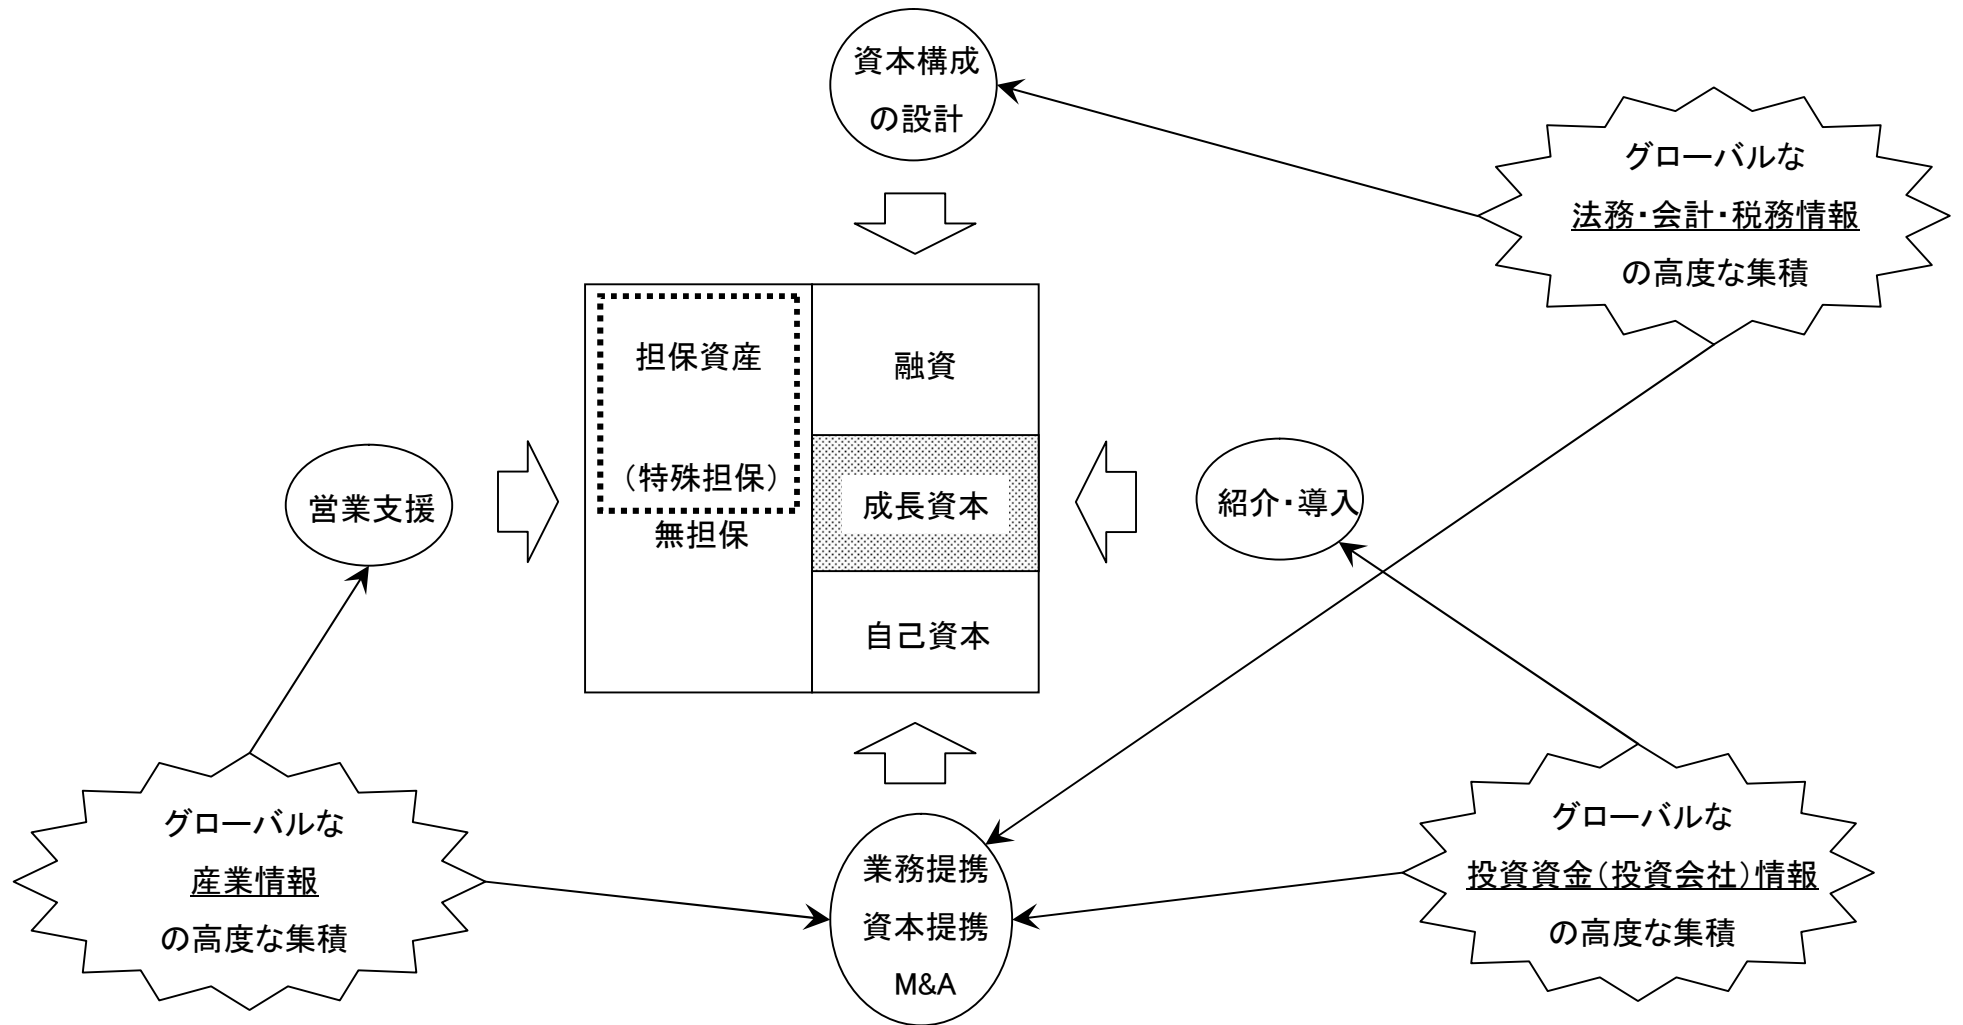 資本構成
の設計
グローバルな
法務・会計・税務情報
の高度な集積
担保資産
(特殊担保)
無担保
融資
成長資本
自己資本
営業支援
紹介・導入
グローバルな
産業情報
の高度な集積
業務提携
資本提携
M&A
グローバルな
投資資金(投資会社)情報
の高度な集積